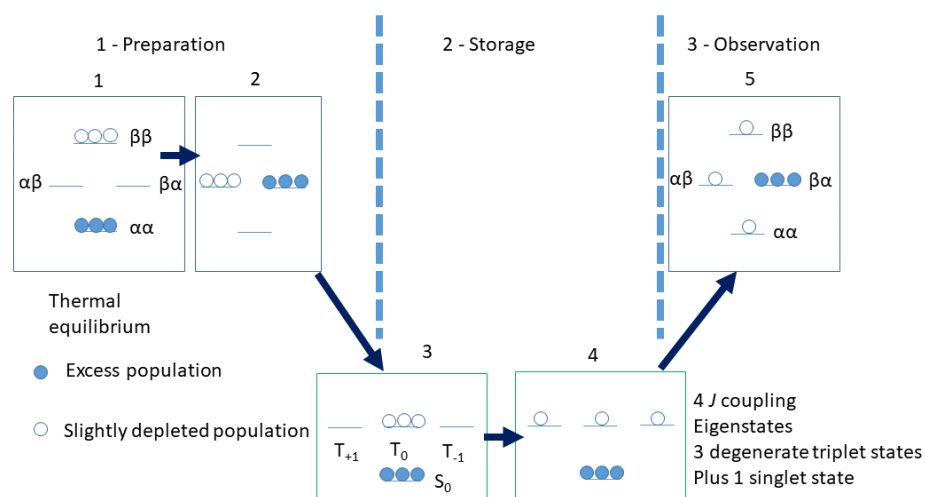 1 - Preparation
2 - Storage
3 - Observation
1
2
5
ββ
αβ
βα
αα
ββ
αβ
βα
αα
Thermal
equilibrium
Excess population
Slightly depleted population
3
4
T+1
T0
T-1
S0
4 J coupling
Eigenstates
3 degenerate triplet states
Plus 1 singlet state